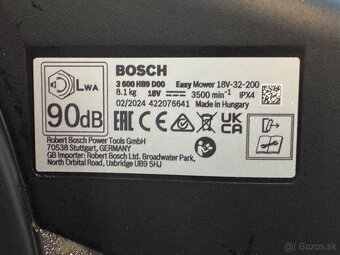 BOSCH
3 600 HB9 D00 Easy Mower 18V-32-200
8.1 kg 18V 3500 min⁻¹ IPX4
02/2024 422076641 Made in Hungary
LWA
90dB
EAC CE UK CA
Robert Bosch Power Tools GmbH
70538 Stuttgart, GERMANY
GB Importer: Robert Bosch Ltd. Broadwater Park,
North Orbital Road, Uxbridge UB9 5HJ
Bazos.sk